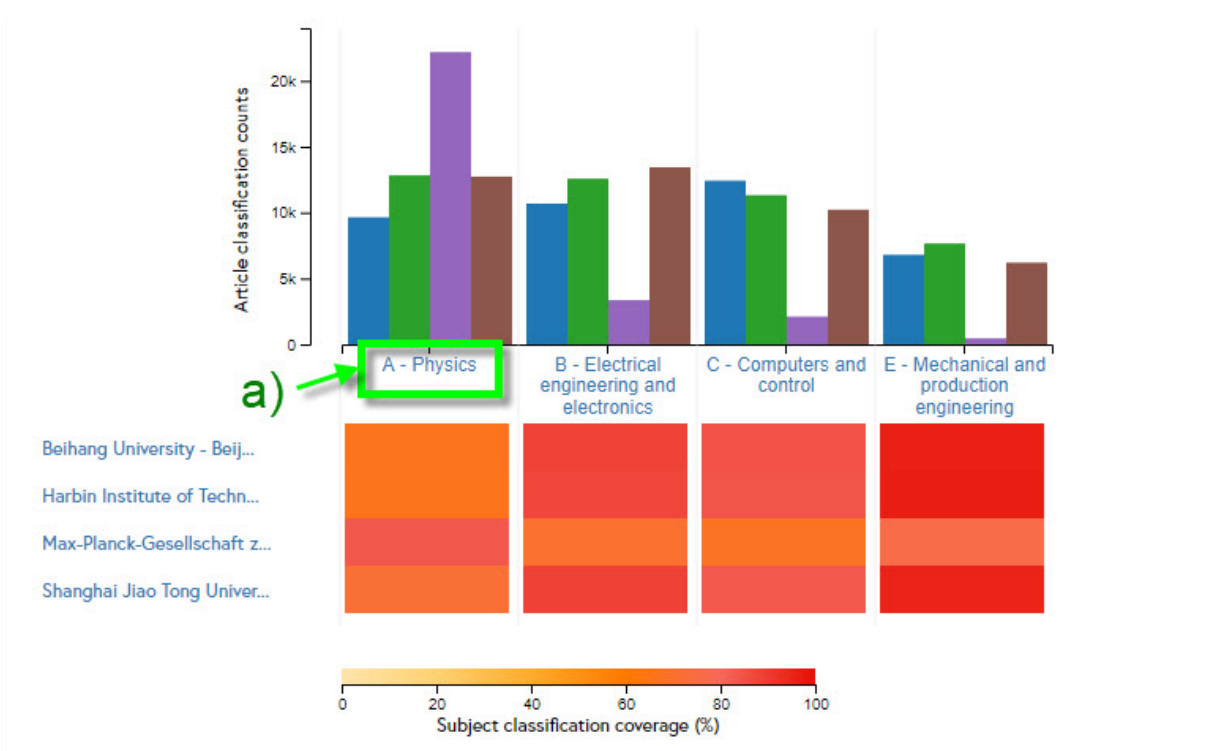 20k
15k
10k
5k
0
Article classification counts
a)
A - Physics
B - Electrical
engineering and
electronics
C - Computers and
control
E - Mechanical and
production
engineering
Beihang University - Beij...
Harbin Institute of Techn...
Max-Planck-Gesellschaft z...
Shanghai Jiao Tong Univer...
0 20 40 60 80 100
Subject classification coverage (%)